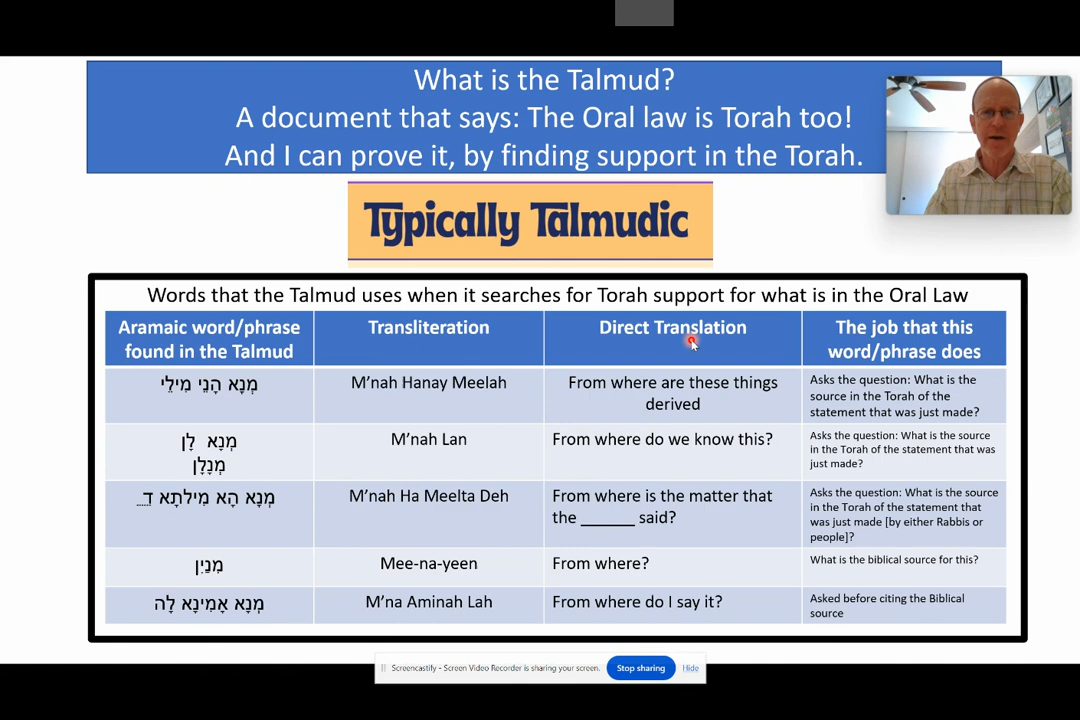 What is the Talmud?
A document that says: The Oral law is Torah too!
And I can prove it, by finding support in the Torah.
Typically Talmudic
Words that the Talmud uses when it searches for Torah support for what is in the Oral Law
Aramaic word/phrase
found in the Talmud
Transliteration
Direct Translation
The job that this
word/phrase does
מְנָא הָנֵי מִילֵּי
M'nah Hanay Meelah
From where are these things
derived
Asks the question: What is the
source in the Torah of the
statement that was just made?
מְנָא לָן
מְנָלָן
M'nah Lan
From where do we know this?
Asks the question: What is the source
in the Torah of the statement that was
just made?
מְנָא הָא מִילְתָא דְ....
M'nah Ha Meelta Deh
From where is the matter that
the ______ said?
Asks the question: What is the source
in the Torah of the statement that
was just made [by either Rabbis or
people]?
מִנַיִן
Mee-na-yeen
From where?
What is the biblical source for this?
מְנָא אָמִינָא לָה
M'na Aminah Lah
From where do I say it?
Asked before citing the Biblical
source
Screencastify - Screen Video Recorder is sharing your screen.
Stop sharing
Hide